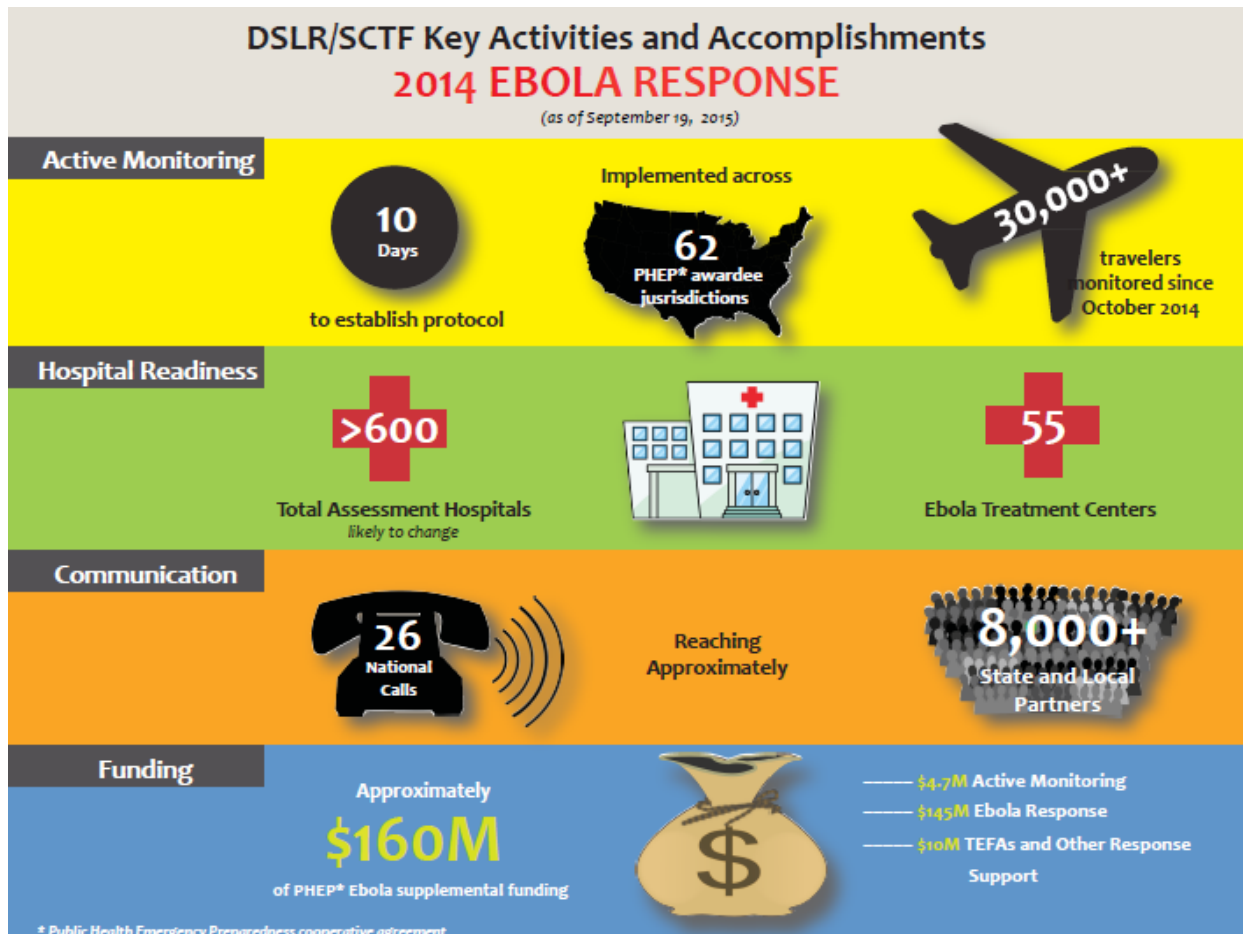 DSLR/SCTF Key Activities and Accomplishments
2014 EBOLA RESPONSE
(as of September 19, 2015)
Active Monitoring
10
Days
to establish protocol
Implemented across
62
PHEP* awardee
jusrisdictions
30,000+
travelers
monitored since
October 2014
Hospital Readiness
>600
Total Assessment Hospitals
likely to change
55
Ebola Treatment Centers
Communication
26
National
Calls
Reaching
Approximately
8,000+
State and Local
Partners
Funding
Approximately
$160M
of PHEP* Ebola supplemental funding
$
$4.7M Active Monitoring
$145M Ebola Response
$10M TEFAs and Other Response
Support
* Public Health Emergency Preparedness cooperative agreement